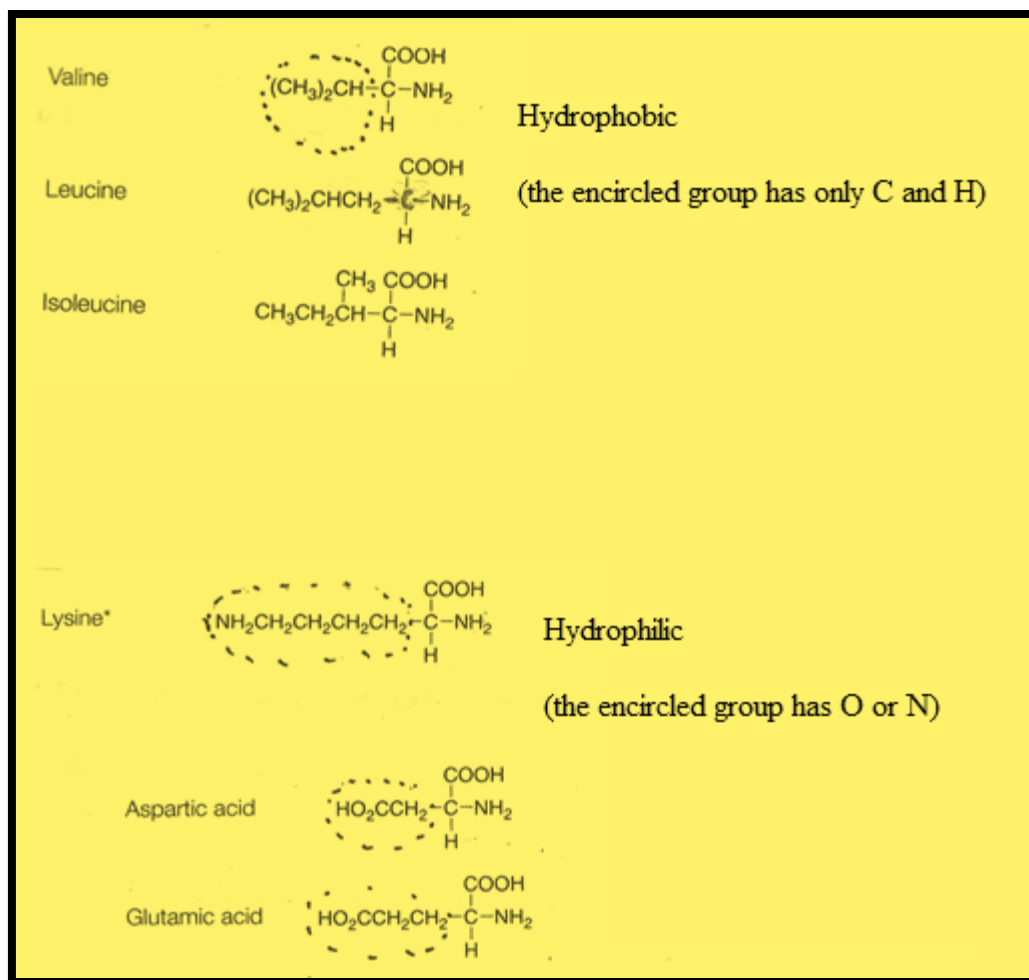 Valine
COOH
(CH₃)₂CH–C–NH₂
H
Hydrophobic
Leucine
COOH
(CH₃)₂CHCH₂–C–NH₂
H
(the encircled group has only C and H)
Isoleucine
CH₃ COOH
CH₃CH₂CH–C–NH₂
H
Lysine*
COOH
NH₂CH₂CH₂CH₂CH₂–C–NH₂
H
Hydrophilic
(the encircled group has O or N)
Aspartic acid
COOH
HO₂CCH₂–C–NH₂
H
Glutamic acid
COOH
HO₂CCH₂CH₂–C–NH₂
H